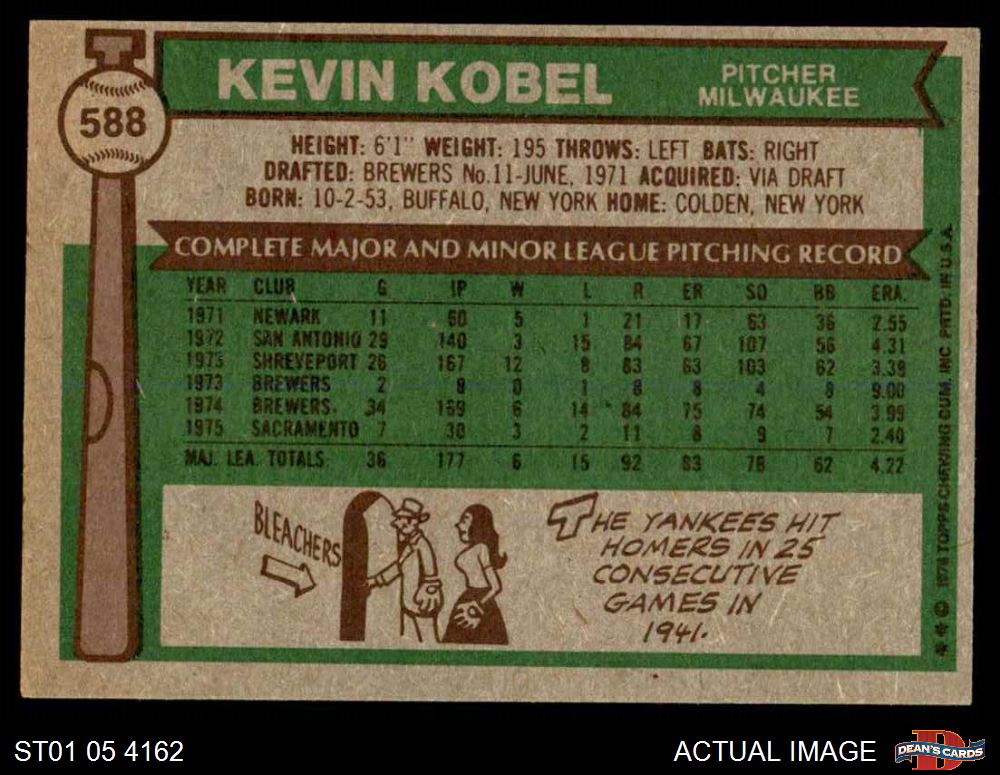 588
KEVIN KOBEL
PITCHER
MILWAUKEE
HEIGHT: 6'1" WEIGHT: 195 THROWS: LEFT BATS: RIGHT
DRAFTED: BREWERS No.11-JUNE, 1971 ACQUIRED: VIA DRAFT
BORN: 10-2-53, BUFFALO, NEW YORK HOME: COLDEN, NEW YORK
COMPLETE MAJOR AND MINOR LEAGUE PITCHING RECORD
YEAR CLUB G IP W L R ER SO BB ERA.
1971 NEWARK 11 60 5 1 21 17 63 36 2.55
1972 SAN ANTONIO 29 140 3 15 84 67 107 56 4.31
1973 SHREVEPORT 26 167 12 8 83 63 103 62 3.39
1973 BREWERS 2 8 0 1 8 8 4 8 9.00
1974 BREWERS. 34 169 6 14 84 75 74 54 3.99
1975 SACRAMENTO 7 30 3 2 11 8 9 7 2.40
MAJ. LEA. TOTALS 36 177 6 15 92 83 78 62 4.22
BLEACHERS
THE YANKEES HIT
HOMERS IN 25
CONSECUTIVE
GAMES IN
1941.
** © 1976 TOPPS CHEWING GUM, INC PRTD. IN U.S.A.
ST01 05 4162
ACTUAL IMAGE
D
DEAN'S CARDS